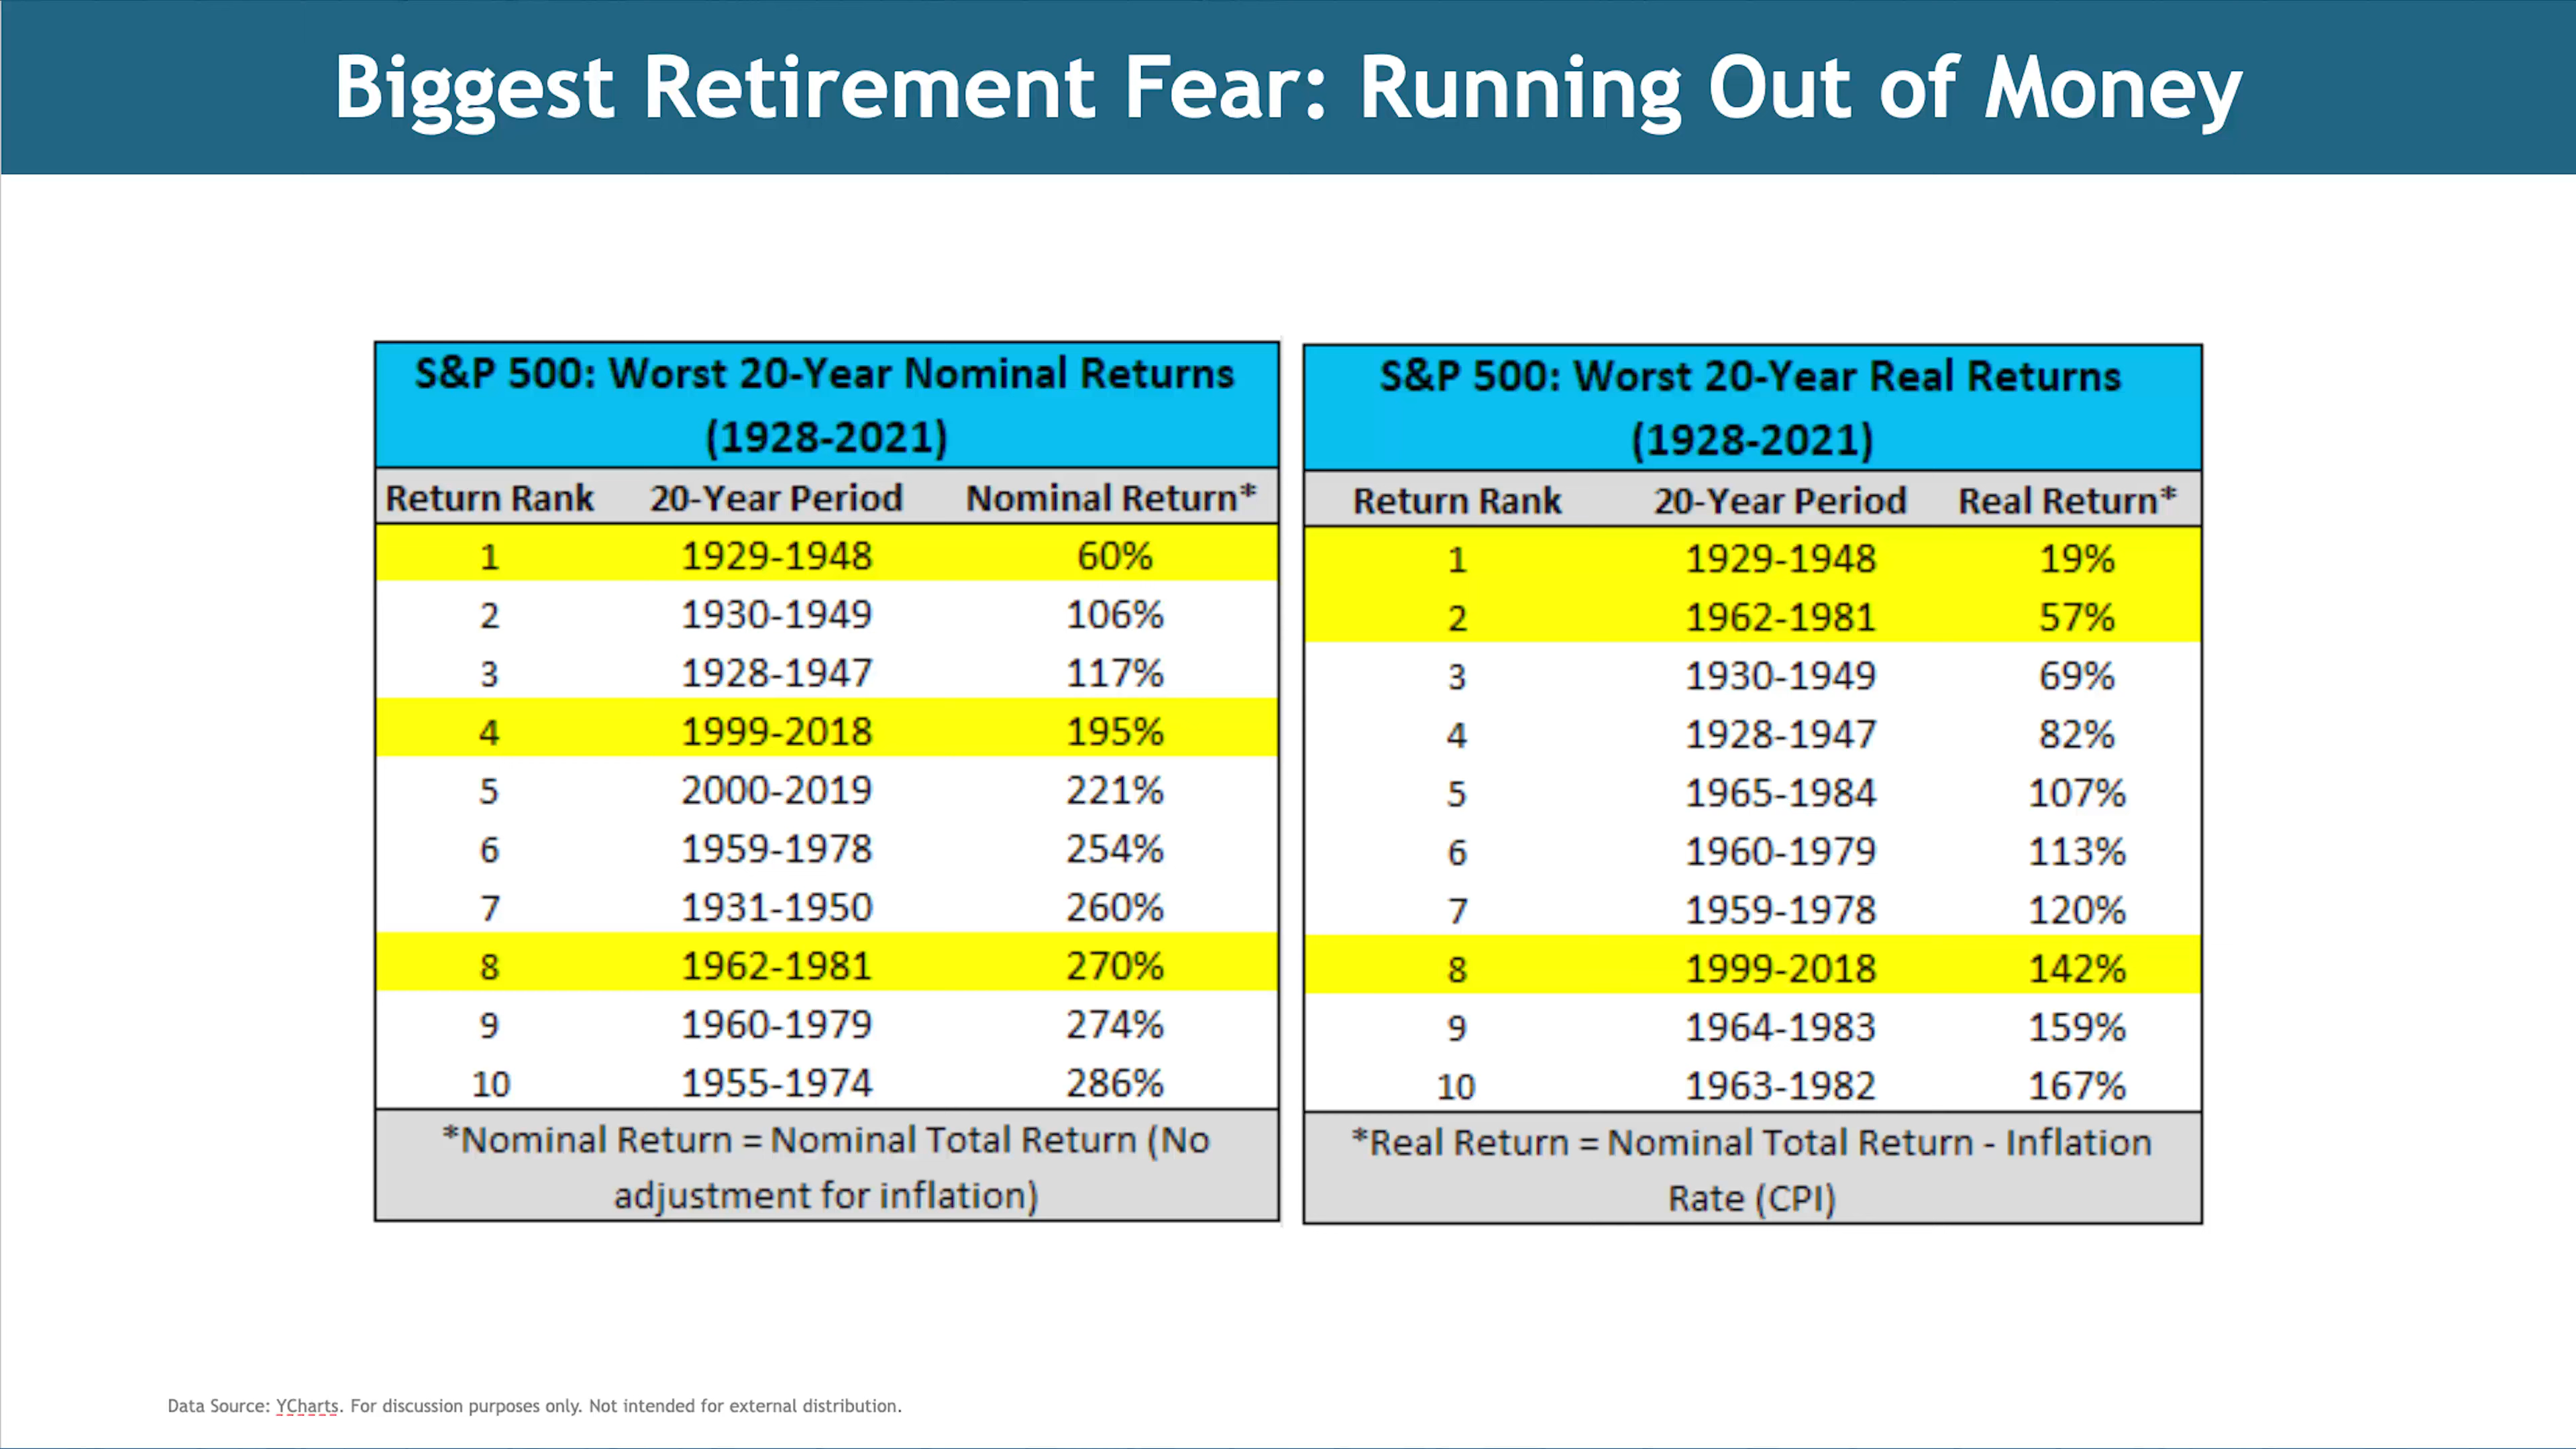 Biggest Retirement Fear: Running Out of Money
S&P 500: Worst 20-Year Nominal Returns
(1928-2021)
Return Rank 20-Year Period Nominal Return*
1 1929-1948 60%
2 1930-1949 106%
3 1928-1947 117%
4 1999-2018 195%
5 2000-2019 221%
6 1959-1978 254%
7 1931-1950 260%
8 1962-1981 270%
9 1960-1979 274%
10 1955-1974 286%
*Nominal Return = Nominal Total Return (No
adjustment for inflation)
S&P 500: Worst 20-Year Real Returns
(1928-2021)
Return Rank 20-Year Period Real Return*
1 1929-1948 19%
2 1962-1981 57%
3 1930-1949 69%
4 1928-1947 82%
5 1965-1984 107%
6 1960-1979 113%
7 1959-1978 120%
8 1999-2018 142%
9 1964-1983 159%
10 1963-1982 167%
*Real Return = Nominal Total Return - Inflation
Rate (CPI)
Data Source: YCharts. For discussion purposes only. Not intended for external distribution.